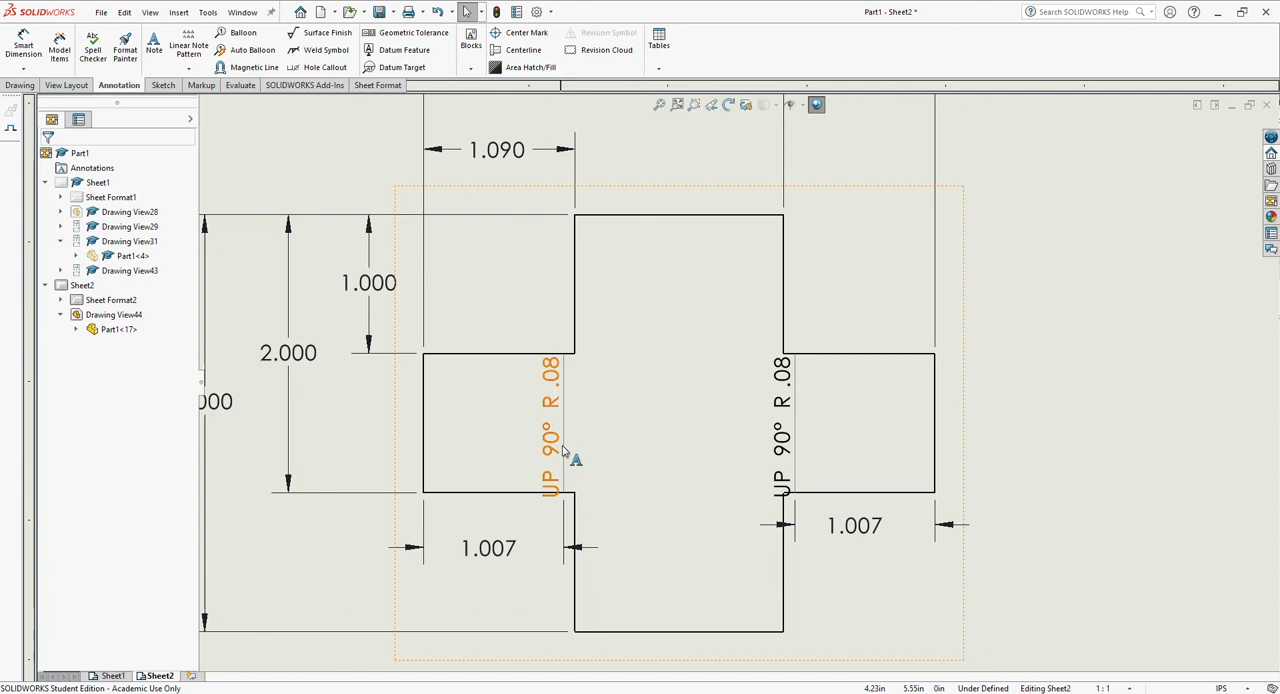 SOLIDWORKS File Edit View Insert Tools Window Part1 - Sheet2 * Search SOLIDWORKS Help
Smart Dimension
Model Items
Spell Checker
Format Painter
Note
Linear Note Pattern
Balloon
Auto Balloon
Magnetic Line
Surface Finish
Weld Symbol
Hole Callout
Geometric Tolerance
Datum Feature
Datum Target
Blocks
Center Mark
Centerline
Area Hatch/Fill
Revision Symbol
Revision Cloud
Tables
Drawing View Layout Annotation Sketch Markup Evaluate SOLIDWORKS Add-Ins Sheet Format
Part1
Annotations
Sheet1
Sheet Format1
Drawing View28
Drawing View29
Drawing View31
Part1<4>
Drawing View43
Sheet2
Sheet Format2
Drawing View44
Part1<17>
1.090
1.000
2.000
000
UP 90° R .08
UP 90° R .08
1.007
1.007
Sheet1 Sheet2
SOLIDWORKS Student Edition - Academic Use Only 4.23in 5.55in 0in Under Defined Editing Sheet2 1 : 1 IPS